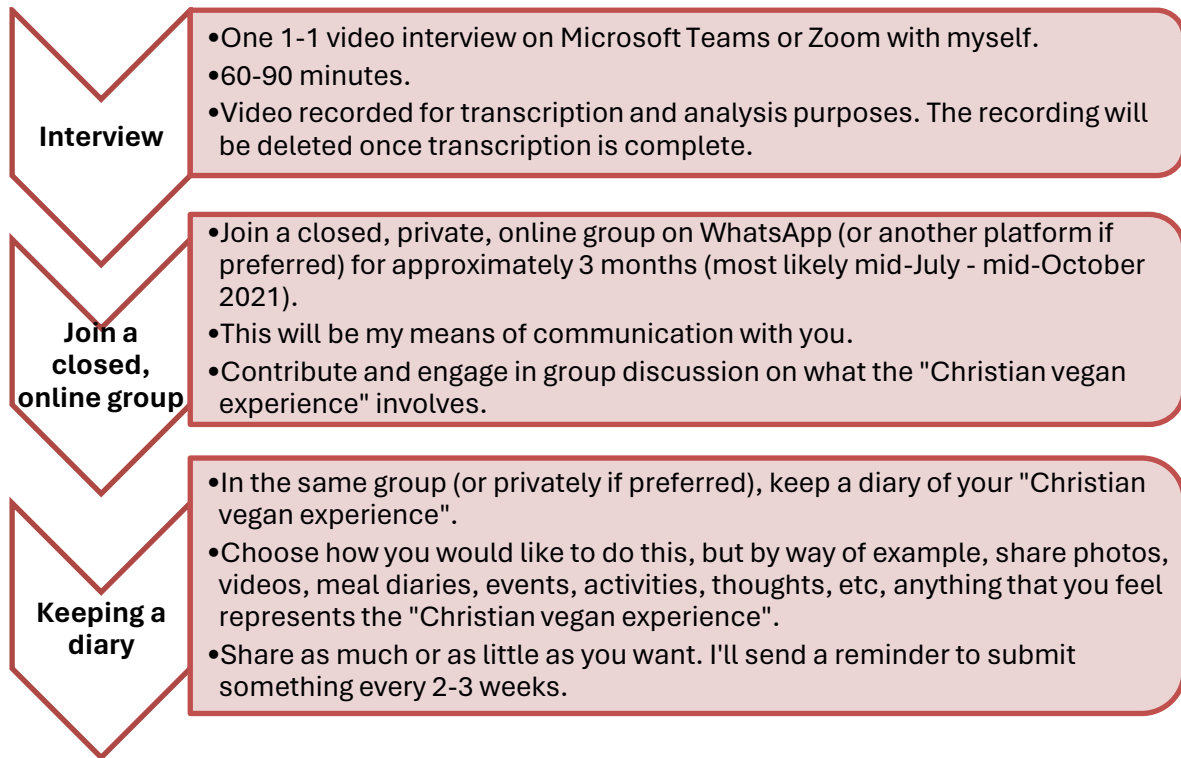 Interview
•One 1-1 video interview on Microsoft Teams or Zoom with myself.
•60-90 minutes.
•Video recorded for transcription and analysis purposes. The recording will
be deleted once transcription is complete.
Join a
closed,
online group
•Join a closed, private, online group on WhatsApp (or another platform if
preferred) for approximately 3 months (most likely mid-July - mid-October
2021).
•This will be my means of communication with you.
•Contribute and engage in group discussion on what the "Christian vegan
experience" involves.
Keeping a
diary
•In the same group (or privately if preferred), keep a diary of your "Christian
vegan experience".
•Choose how you would like to do this, but by way of example, share photos,
videos, meal diaries, events, activities, thoughts, etc, anything that you feel
represents the "Christian vegan experience".
•Share as much or as little as you want. I'll send a reminder to submit
something every 2-3 weeks.